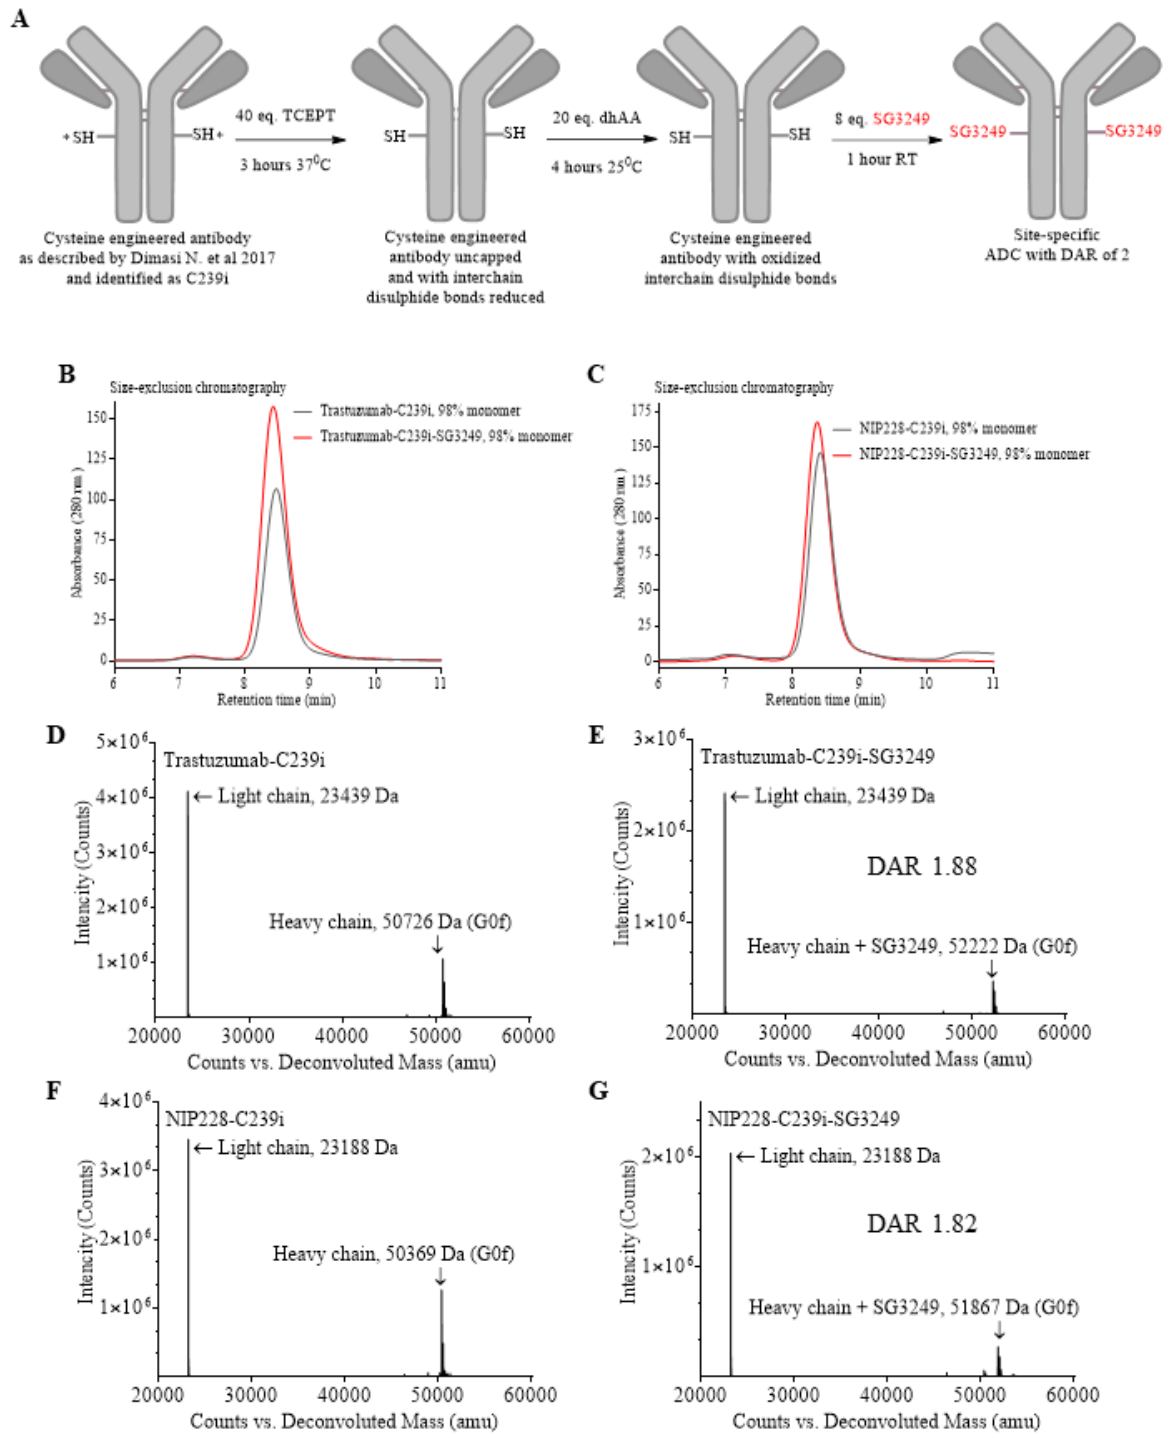 A
+SH
SH+
40 eq. TCEPT
3 hours 37⁰C
SH
SH
20 eq. dhAA
4 hours 25⁰C
SH
SH
8 eq. SG3249
1 hour RT
SG3249
SG3249
Cysteine engineered antibody
as described by Dimasi N. et al 2017
and identified as C239i
Cysteine engineered
antibody uncapped
and with interchain
disulphide bonds reduced
Cysteine engineered
antibody with oxidized
interchain disulphide bonds
Site-specific
ADC with DAR of 2
B
Size-exclusion chromatography
Trastuzumab-C239i, 98% monomer
Trastuzumab-C239i-SG3249, 98% monomer
Absorbance (280 nm)
150
125
100
75
50
25
0
6 7 8 9 10 11
Retention time (min)
C
Size-exclusion chromatography
NIP228-C239i, 98% monomer
NIP228-C239i-SG3249, 98% monomer
Absorbance (280 nm)
175
150
125
100
75
50
25
0
6 7 8 9 10 11
Retention time (min)
D
Trastuzumab-C239i
← Light chain, 23439 Da
Heavy chain, 50726 Da (G0f)
Intencity (Counts)
5×10⁶
4×10⁶
3×10⁶
2×10⁶
1×10⁶
20000 30000 40000 50000 60000
Counts vs. Deconvoluted Mass (amu)
E
Trastuzumab-C239i-SG3249
← Light chain, 23439 Da
DAR 1.88
Heavy chain + SG3249, 52222 Da (G0f)
Intencity (Counts)
3×10⁶
2×10⁶
1×10⁶
20000 30000 40000 50000 60000
Counts vs. Deconvoluted Mass (amu)
F
NIP228-C239i
← Light chain, 23188 Da
Heavy chain, 50369 Da (G0f)
Intencity (Counts)
4×10⁶
3×10⁶
2×10⁶
1×10⁶
20000 30000 40000 50000 60000
Counts vs. Deconvoluted Mass (amu)
G
NIP228-C239i-SG3249
← Light chain, 23188 Da
DAR 1.82
Heavy chain + SG3249, 51867 Da (G0f)
Intencity (Counts)
2×10⁶
1×10⁶
20000 30000 40000 50000 60000
Counts vs. Deconvoluted Mass (amu)